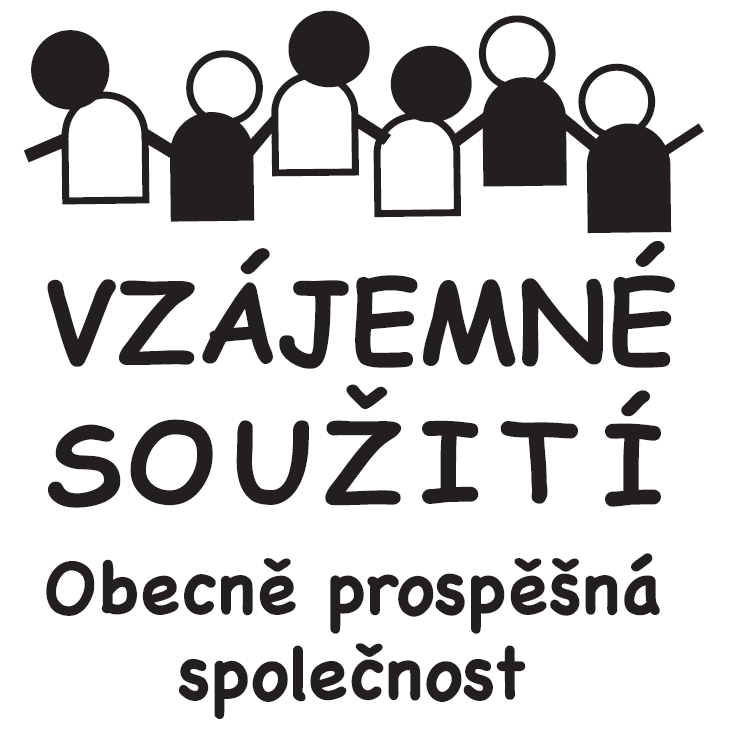 VZÁJEMNÉ
SOUŽITÍ
Obecně prospěšná
společnost